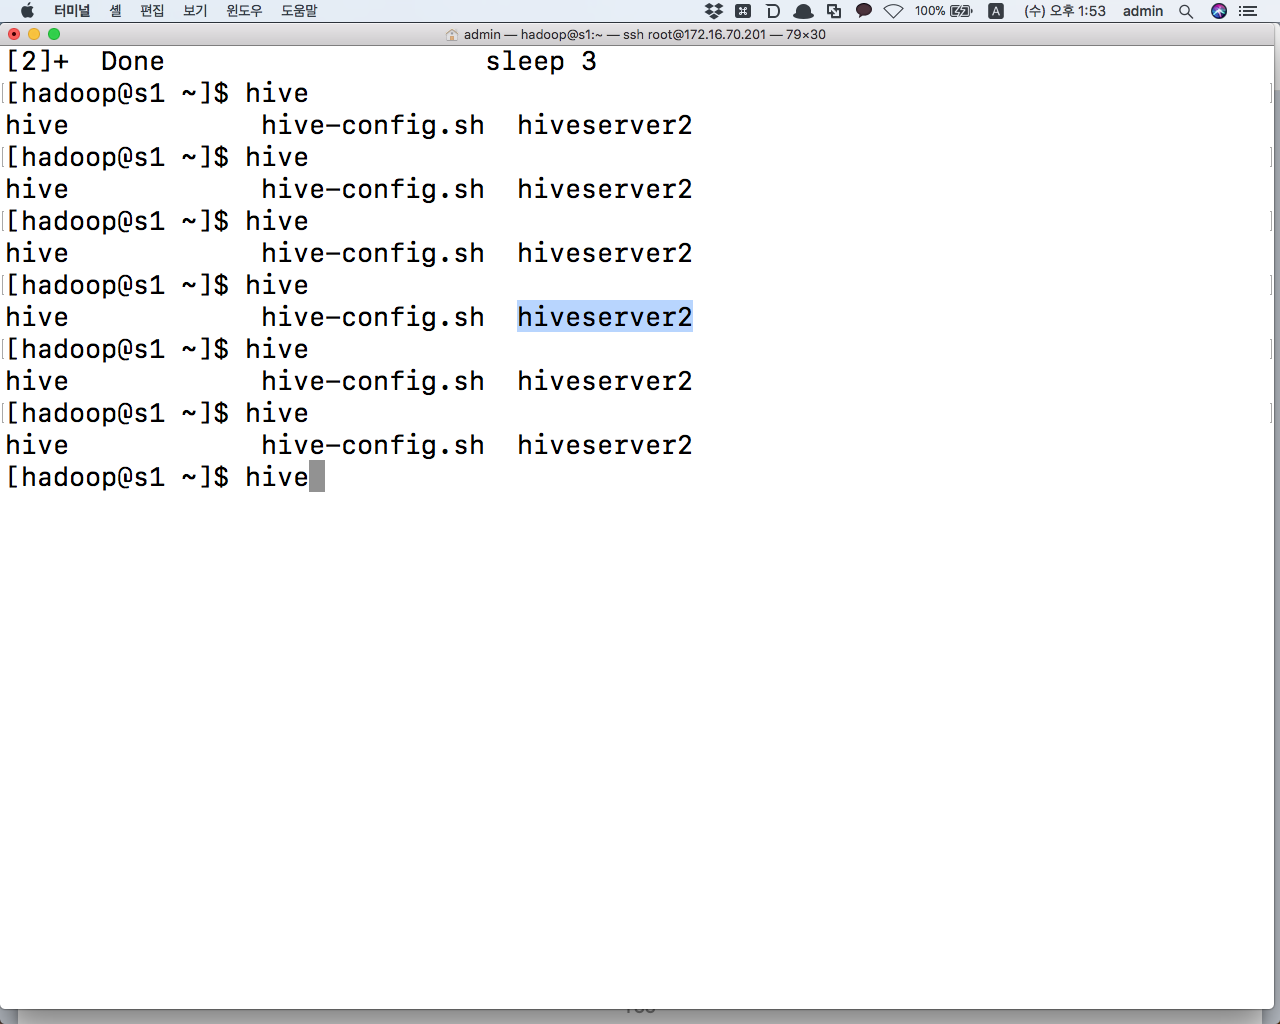 터미널 셸 편집 보기 윈도우 도움말 100% A (수) 오후 1:53 admin
admin — hadoop@s1:~ — ssh root@172.16.70.201 — 79×30
[2]+  Done                    sleep 3
[hadoop@s1 ~]$ hive
hive            hive-config.sh  hiveserver2
[hadoop@s1 ~]$ hive
hive            hive-config.sh  hiveserver2
[hadoop@s1 ~]$ hive
hive            hive-config.sh  hiveserver2
[hadoop@s1 ~]$ hive
hive            hive-config.sh  hiveserver2
[hadoop@s1 ~]$ hive
hive            hive-config.sh  hiveserver2
[hadoop@s1 ~]$ hive
hive            hive-config.sh  hiveserver2
[hadoop@s1 ~]$ hive